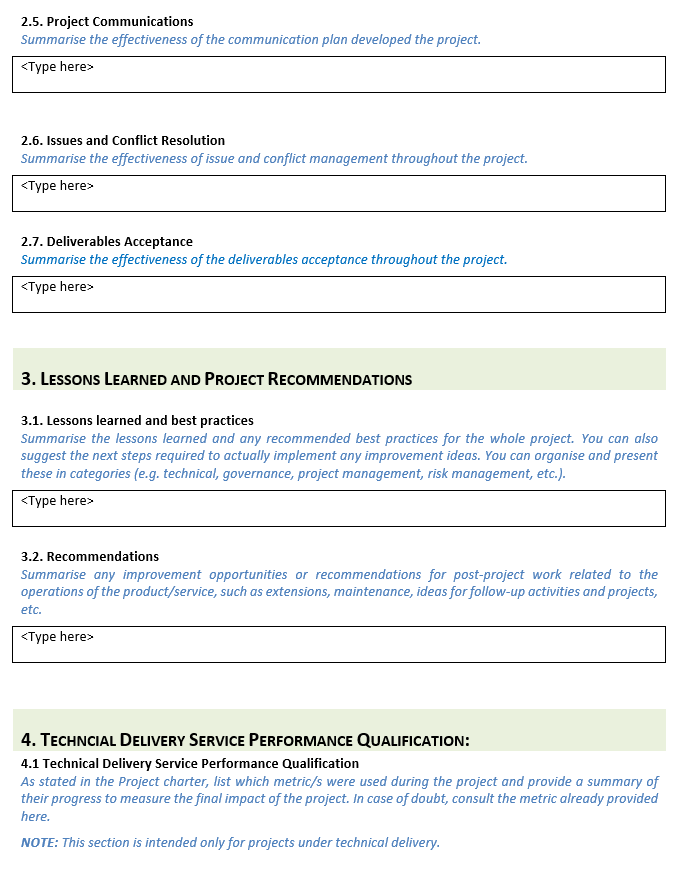 2.5. Project Communications
Summarise the effectiveness of the communication plan developed the project.
<Type here>
2.6. Issues and Conflict Resolution
Summarise the effectiveness of issue and conflict management throughout the project.
<Type here>
2.7. Deliverables Acceptance
Summarise the effectiveness of the deliverables acceptance throughout the project.
<Type here>
3. LESSONS LEARNED AND PROJECT RECOMMENDATIONS
3.1. Lessons learned and best practices
Summarise the lessons learned and any recommended best practices for the whole project. You can also
suggest the next steps required to actually implement any improvement ideas. You can organise and present
these in categories (e.g. technical, governance, project management, risk management, etc.).
<Type here>
3.2. Recommendations
Summarise any improvement opportunities or recommendations for post-project work related to the
operations of the product/service, such as extensions, maintenance, ideas for follow-up activities and projects,
etc.
<Type here>
4. TECHNCIAL DELIVERY SERVICE PERFORMANCE QUALIFICATION:
4.1 Technical Delivery Service Performance Qualification
As stated in the Project charter, list which metric/s were used during the project and provide a summary of
their progress to measure the final impact of the project. In case of doubt, consult the metric already provided
here.
NOTE: This section is intended only for projects under technical delivery.